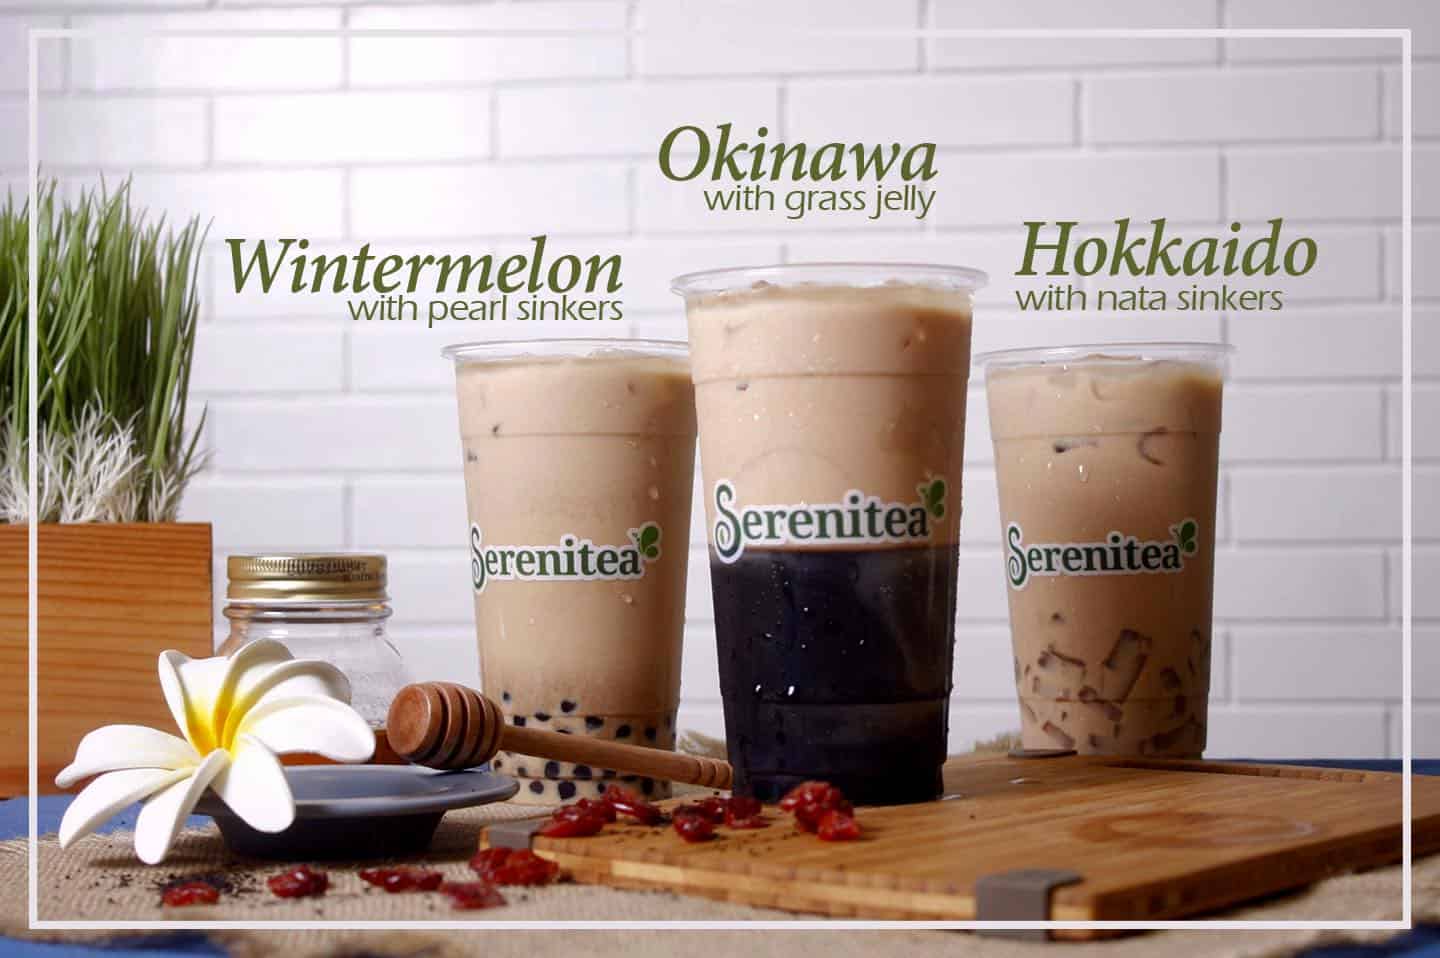 Okinawa
with grass jelly
Wintermelon
with pearl sinkers
Hokkaido
with nata sinkers
Serenitea
Serenitea
Serenitea